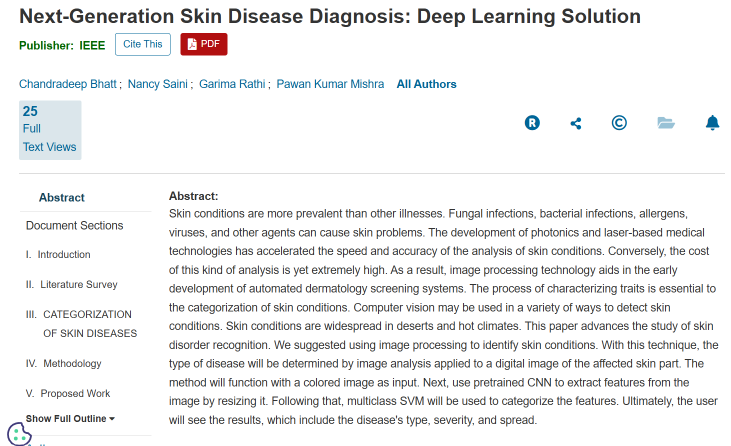 Next-Generation Skin Disease Diagnosis: Deep Learning Solution
Publisher: IEEE
Cite This
PDF
Chandradeep Bhatt ; Nancy Saini ; Garima Rathi ; Pawan Kumar Mishra All Authors
25
Full
Text Views
Abstract
Document Sections
I. Introduction
II. Literature Survey
III. CATEGORIZATION
OF SKIN DISEASES
IV. Methodology
V. Proposed Work
Show Full Outline
Abstract:
Skin conditions are more prevalent than other illnesses. Fungal infections, bacterial infections, allergens,
viruses, and other agents can cause skin problems. The development of photonics and laser-based medical
technologies has accelerated the speed and accuracy of the analysis of skin conditions. Conversely, the cost
of this kind of analysis is yet extremely high. As a result, image processing technology aids in the early
development of automated dermatology screening systems. The process of characterizing traits is essential to
the categorization of skin conditions. Computer vision may be used in a variety of ways to detect skin
conditions. Skin conditions are widespread in deserts and hot climates. This paper advances the study of skin
disorder recognition. We suggested using image processing to identify skin conditions. With this technique, the
type of disease will be determined by image analysis applied to a digital image of the affected skin part. The
method will function with a colored image as input. Next, use pretrained CNN to extract features from the
image by resizing it. Following that, multiclass SVM will be used to categorize the features. Ultimately, the user
will see the results, which include the disease's type, severity, and spread.